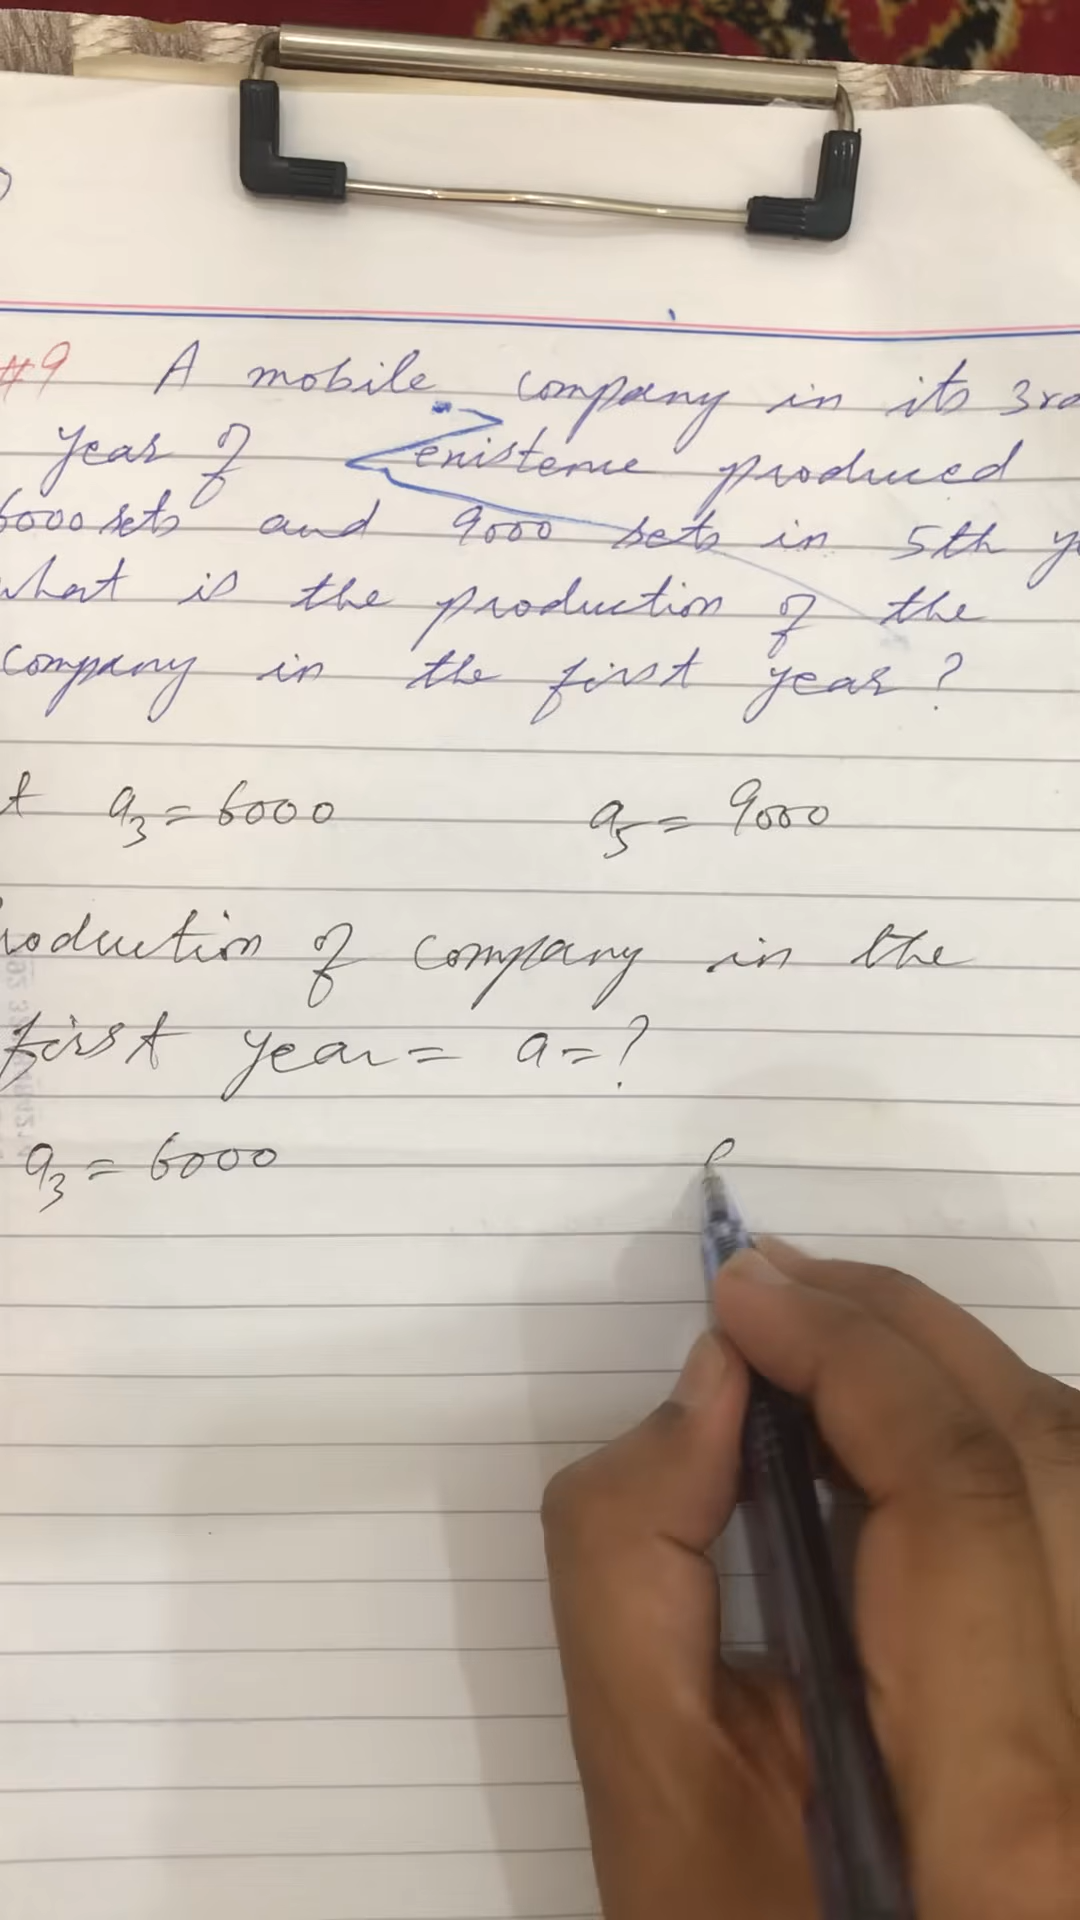 #9 A mobile company in its 3rd
year of existence produced
6000 sets and 9000 sets in 5th
what is the production of the
company in the first year?
a3 = 6000 a5 = 9000
production of company in the
first year = a = ?
a3 = 6000